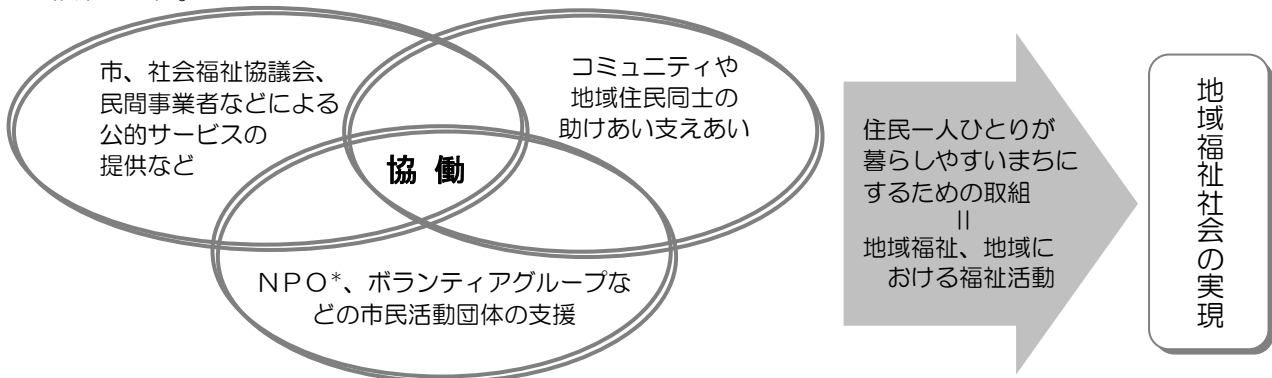 市、社会福祉協議会、
民間事業者などによる
公的サービスの
提供など
コミュニティや
地域住民同士の
助けあい支えあい
協働
NPO*、ボランティアグループな
どの市民活動団体の支援
住民一人ひとりが
暮らしやすいまちに
するための取組
||
地域福祉、地域に
おける福祉活動
地域福祉社会の実現